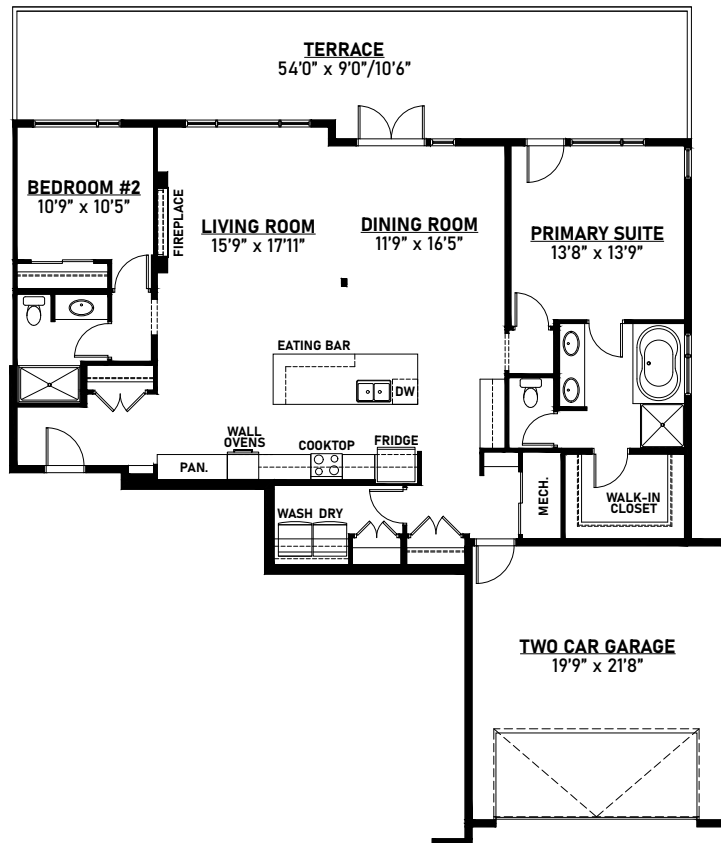 TERRACE
54'0" x 9'0"/10'6"
BEDROOM #2
10'9" x 10'5"
FIREPLACE
LIVING ROOM
15'9" x 17'11"
DINING ROOM
11'9" x 16'5"
PRIMARY SUITE
13'8" x 13'9"
EATING BAR
DW
WALL
OVENS
COOKTOP
FRIDGE
PAN.
WASH DRY
MECH.
WALK-IN
CLOSET
TWO CAR GARAGE
19'9" x 21'8"